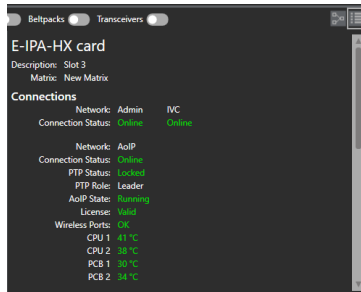 Beltpacks Transceivers
E-IPA-HX card
Description: Slot 3
Matrix: New Matrix
Connections
Network: Admin IVC
Connection Status: Online Online
Network: AoIP
Connection Status: Online
PTP Status: Locked
PTP Role: Leader
AoIP State: Running
License: Valid
Wireless Ports: OK
CPU 1 41 °C
CPU 2 38 °C
PCB 1 30 °C
PCB 2 34 °C